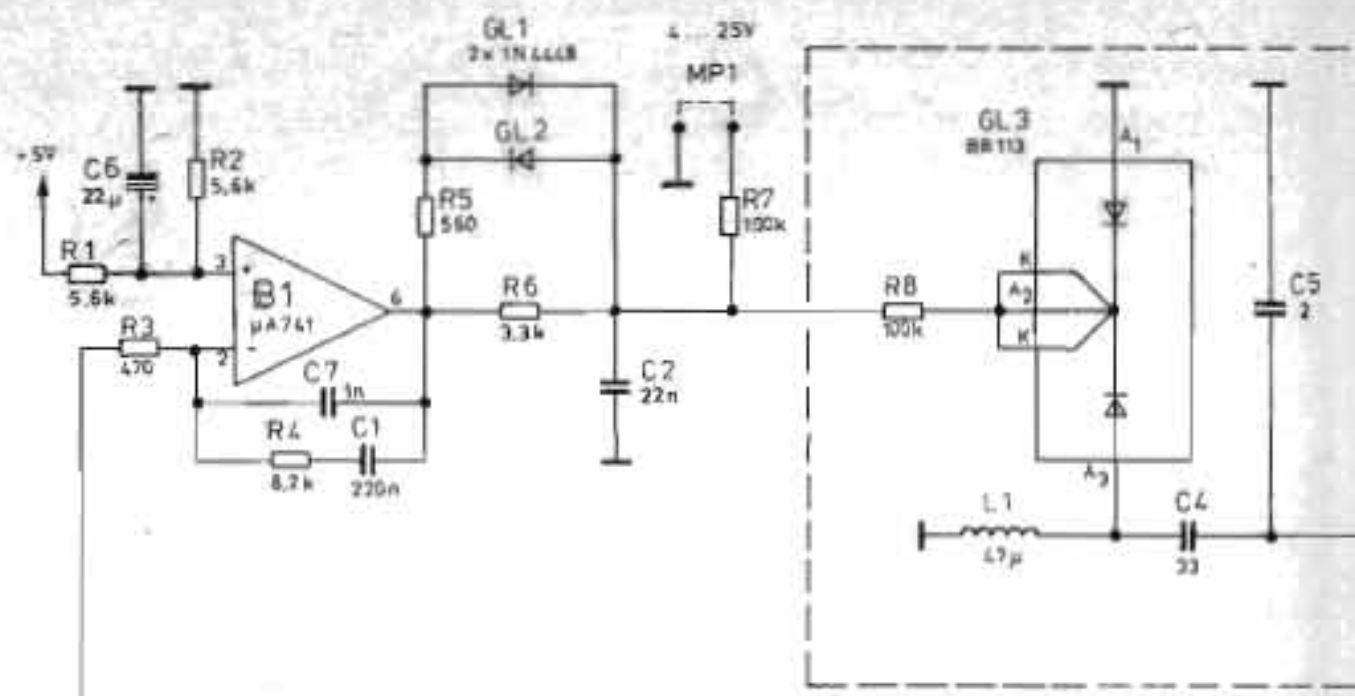 GL1
2x 1N4448
GL2
4 ... 25V
MP1
GL3
BB113
A1
+5V
C6
22µ
+
R2
5,6k
R5
560
R7
100k
R1
5,6k
3
+
B1
µA741
6
R6
3,3k
R8
100k
K
A2
K
C5
2
R3
470
2
-
C7
1n
C2
22n
R4
8,2k
C1
220n
A3
L1
47µ
C4
33